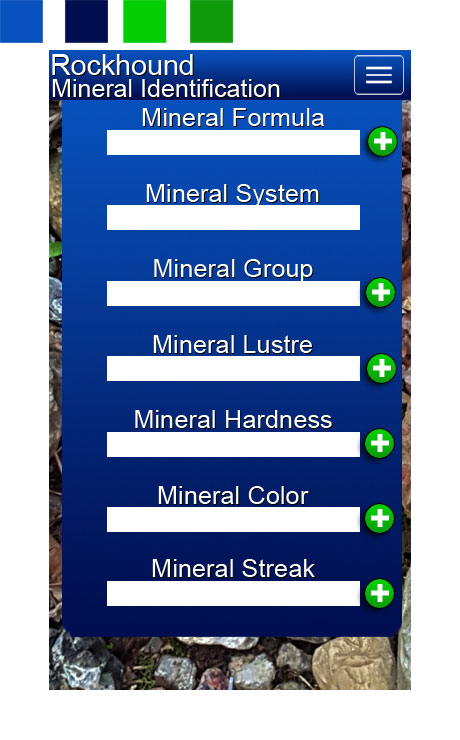 Rockhound
Mineral Identification
Mineral Formula
Mineral System
Mineral Group
Mineral Lustre
Mineral Hardness
Mineral Color
Mineral Streak